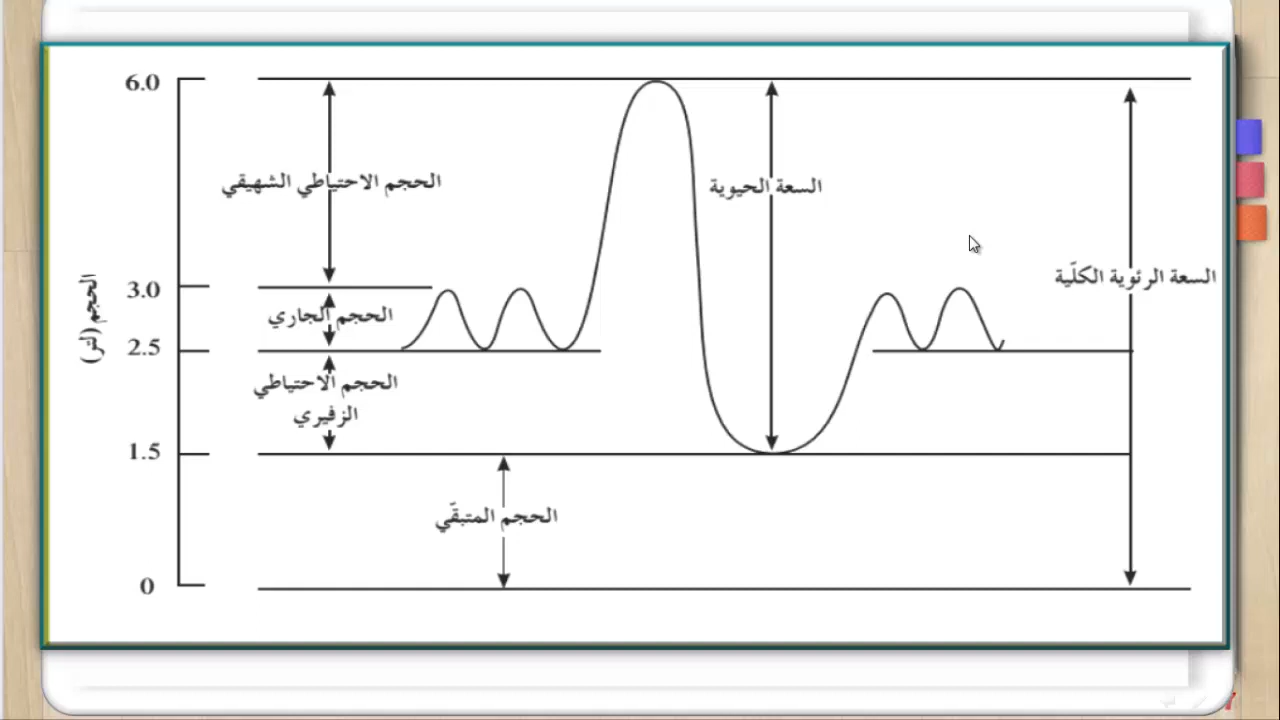 6.0
الحجم الاحتياطي الشهيقي
السعة الحيوية
السعة الرئوية الكلّية
الحجم (لتر)
3.0
الحجم الجاري
2.5
الحجم الاحتياطي
الزفيري
1.5
الحجم المتبقّي
0
7